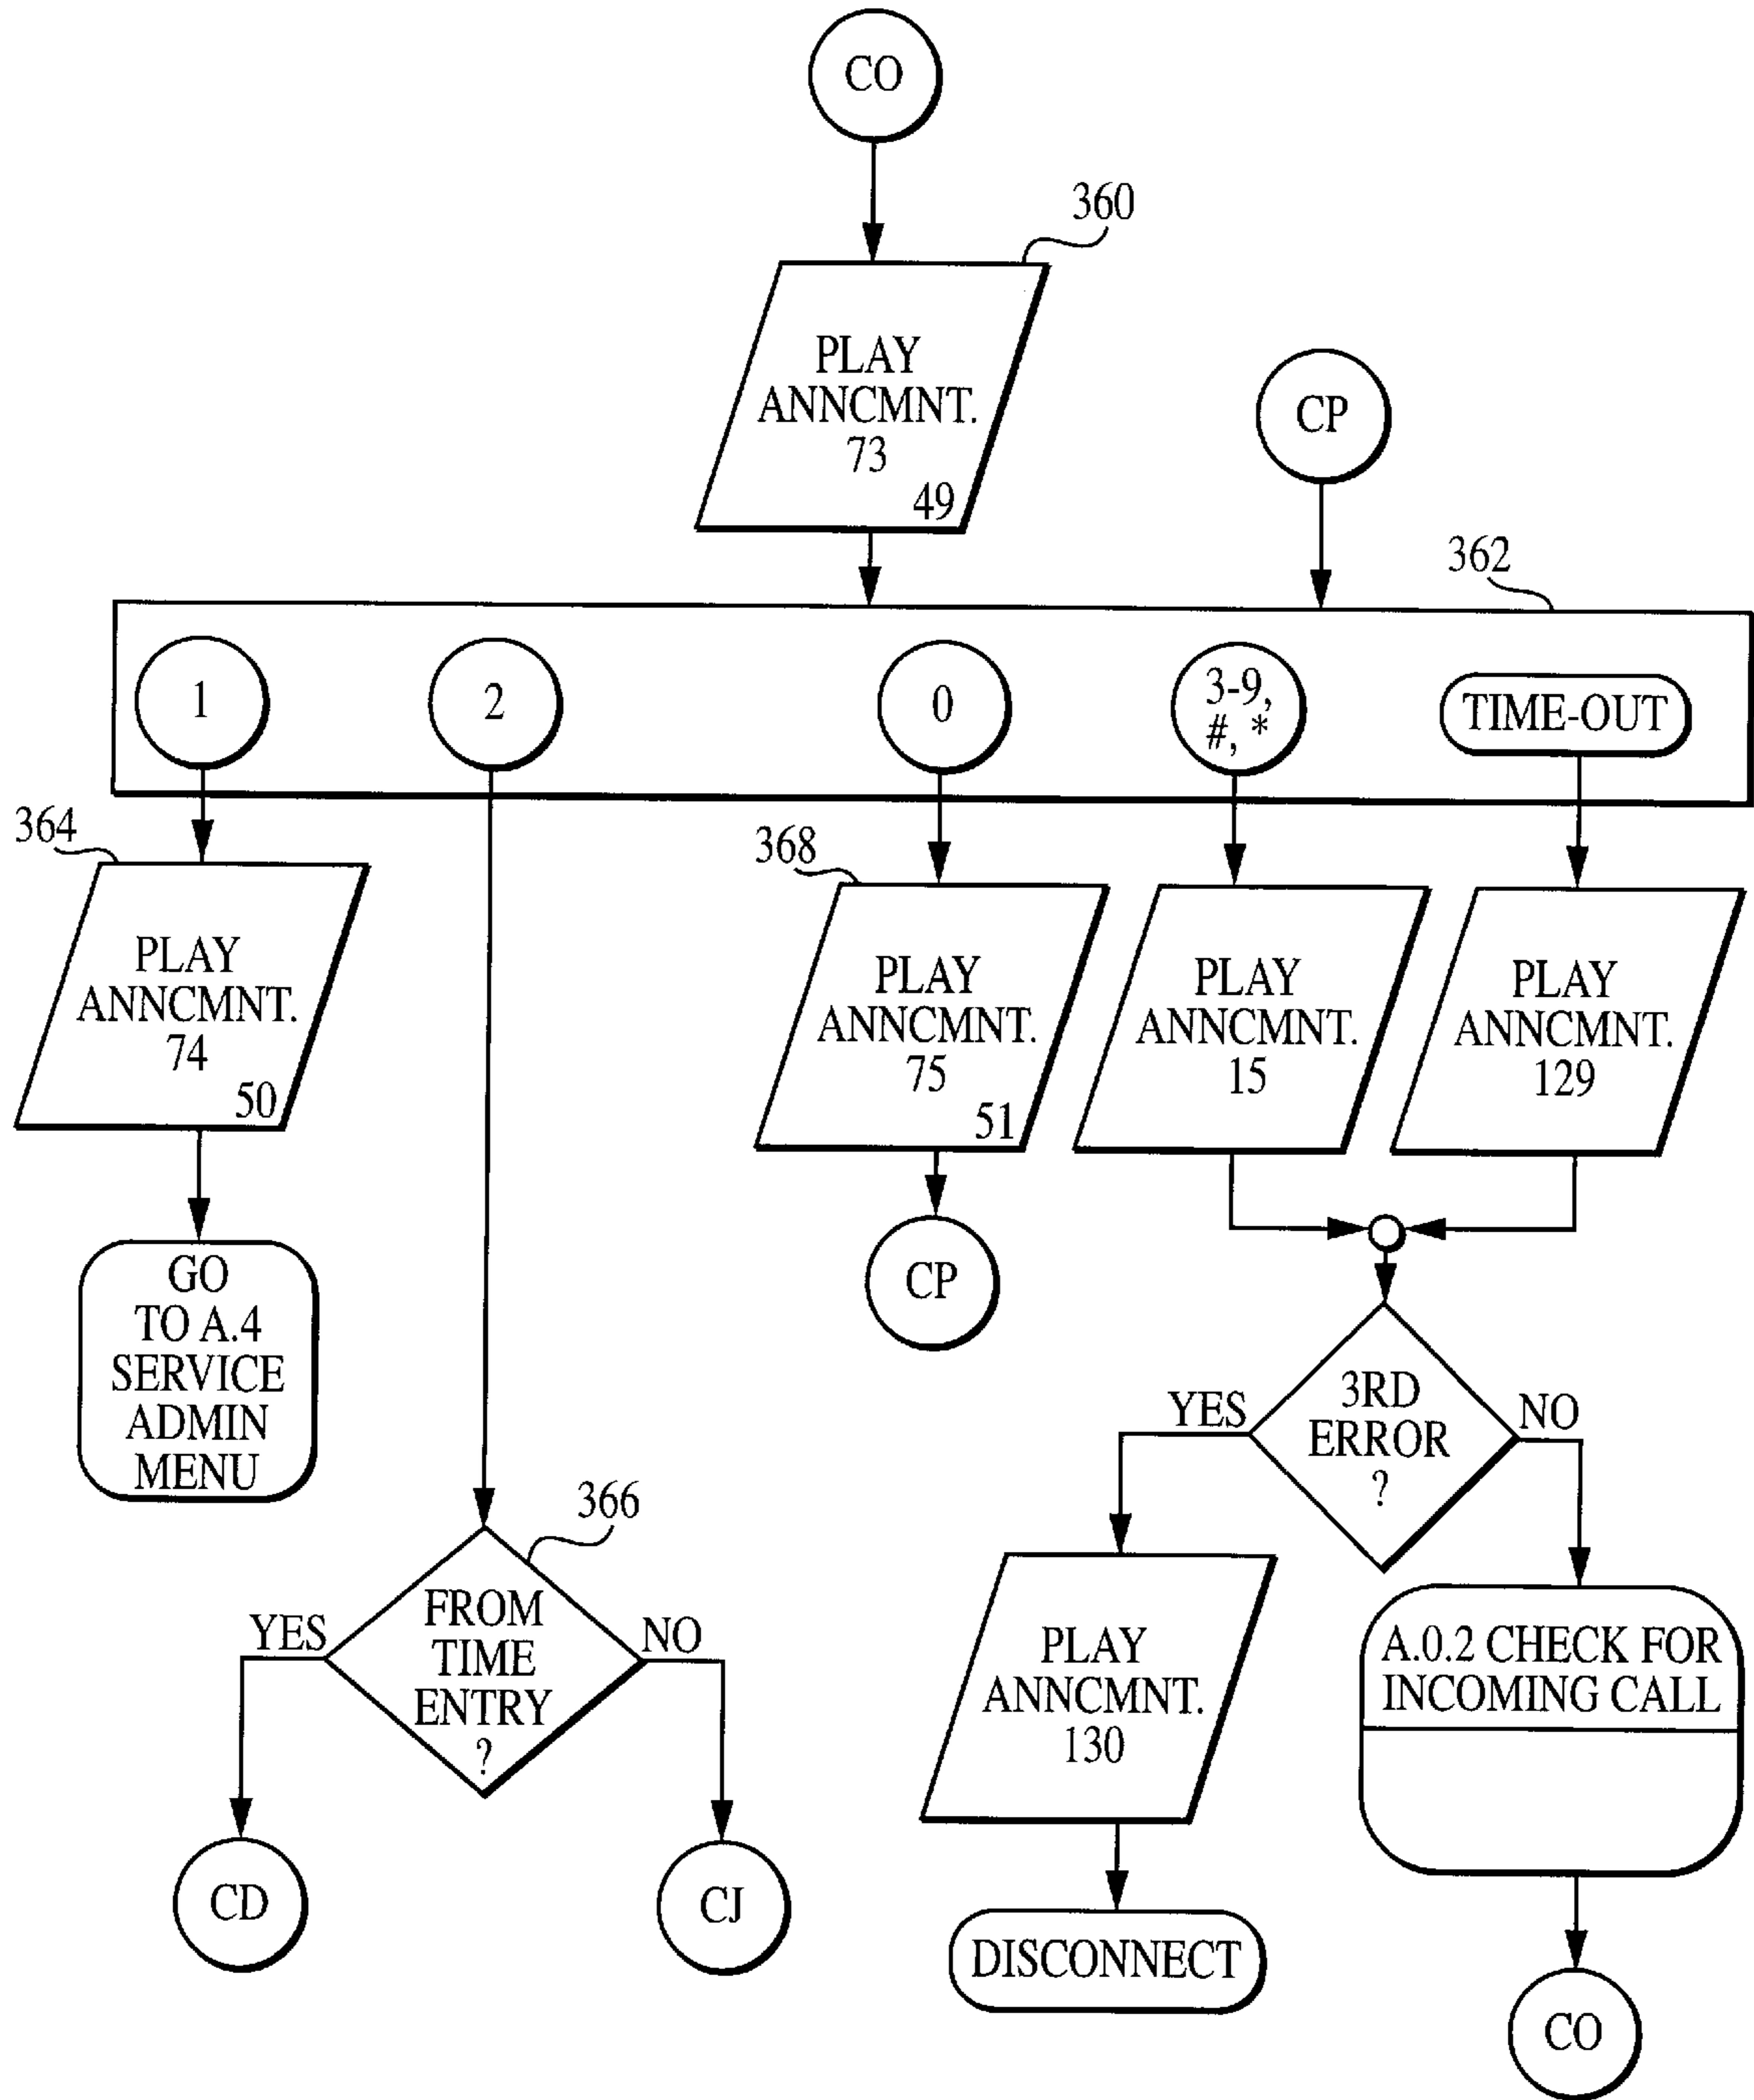 CO
360
PLAY
ANNCMNT.
73
49
CP
362
1
2
0
3-9,
#, *
TIME-OUT
364
PLAY
ANNCMNT.
74
50
368
PLAY
ANNCMNT.
75
51
PLAY
ANNCMNT.
15
PLAY
ANNCMNT.
129
GO
TO A.4
SERVICE
ADMIN
MENU
CP
3RD
ERROR
?
YES
NO
366
FROM
TIME
ENTRY
?
YES
NO
PLAY
ANNCMNT.
130
A.0.2 CHECK FOR
INCOMING CALL
CD
CJ
DISCONNECT
CO